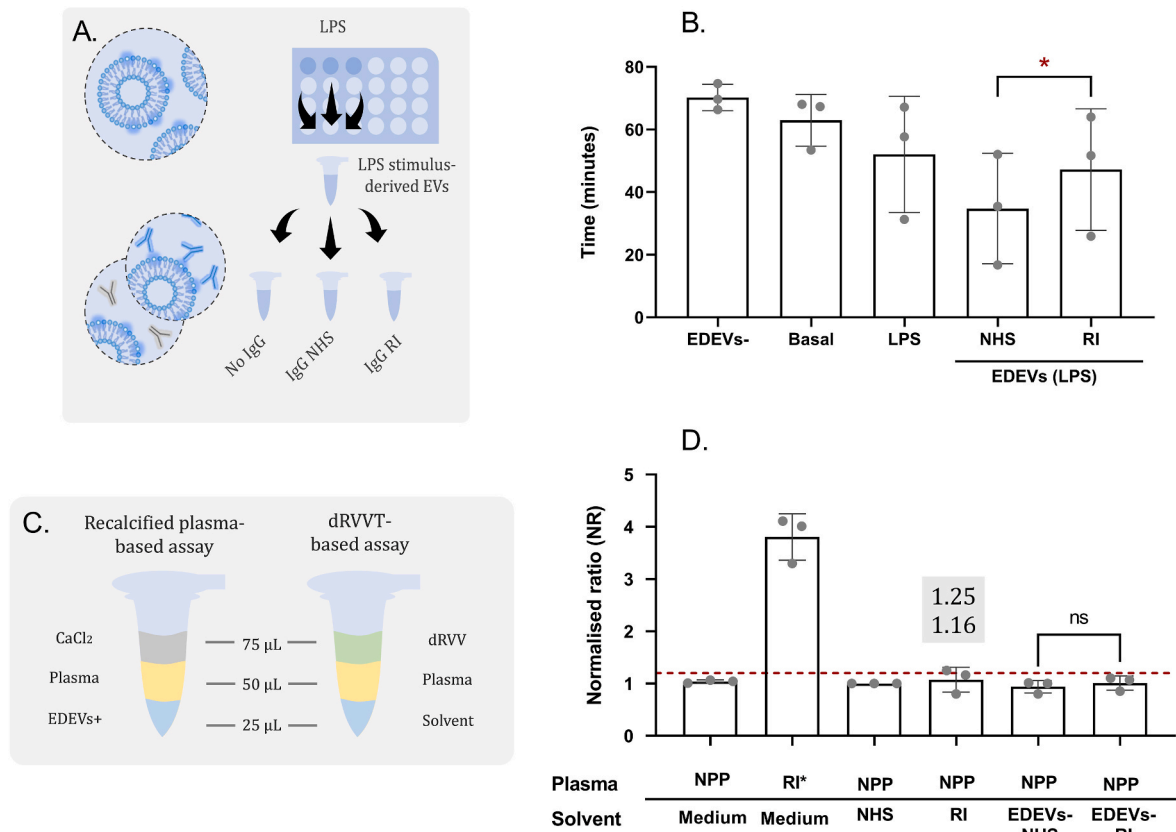 A.
LPS
LPS stimulus-
derived EVs
No IgG
IgG NHS
IgG RI
B.
Time (minutes)
80
60
40
20
0
*
EDEVs-
Basal
LPS
NHS
RI
EDEVs (LPS)
C.
Recalcified plasma-
based assay
dRVVT-
based assay
CaCl2
75 µL
dRVV
Plasma
50 µL
Plasma
EDEVs+
25 µL
Solvent
D.
Normalised ratio (NR)
5
4
3
2
1
0
1.25
1.16
ns
Plasma
NPP
RI*
NPP
NPP
NPP
NPP
Solvent
Medium
Medium
NHS
RI
EDEVs-
NHS
EDEVs-
RI